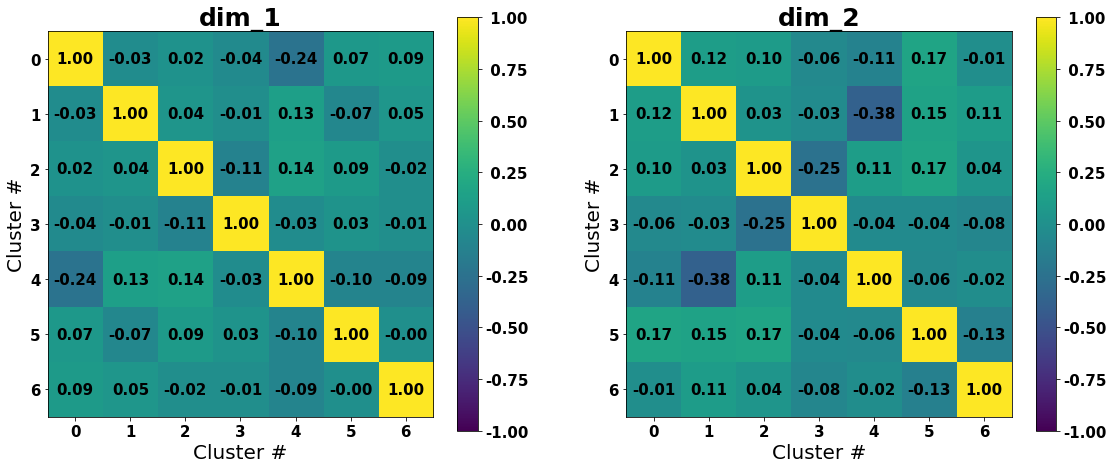 dim_1
0 1.00 -0.03 0.02 -0.04 -0.24 0.07 0.09
1 -0.03 1.00 0.04 -0.01 0.13 -0.07 0.05
2 0.02 0.04 1.00 -0.11 0.14 0.09 -0.02
3 -0.04 -0.01 -0.11 1.00 -0.03 0.03 -0.01
4 -0.24 0.13 0.14 -0.03 1.00 -0.10 -0.09
5 0.07 -0.07 0.09 0.03 -0.10 1.00 -0.00
6 0.09 0.05 -0.02 -0.01 -0.09 -0.00 1.00
0 1 2 3 4 5 6
Cluster #
Cluster #
1.00
0.75
0.50
0.25
0.00
-0.25
-0.50
-0.75
-1.00
dim_2
0 1.00 0.12 0.10 -0.06 -0.11 0.17 -0.01
1 0.12 1.00 0.03 -0.03 -0.38 0.15 0.11
2 0.10 0.03 1.00 -0.25 0.11 0.17 0.04
3 -0.06 -0.03 -0.25 1.00 -0.04 -0.04 -0.08
4 -0.11 -0.38 0.11 -0.04 1.00 -0.06 -0.02
5 0.17 0.15 0.17 -0.04 -0.06 1.00 -0.13
6 -0.01 0.11 0.04 -0.08 -0.02 -0.13 1.00
0 1 2 3 4 5 6
Cluster #
Cluster #
1.00
0.75
0.50
0.25
0.00
-0.25
-0.50
-0.75
-1.00